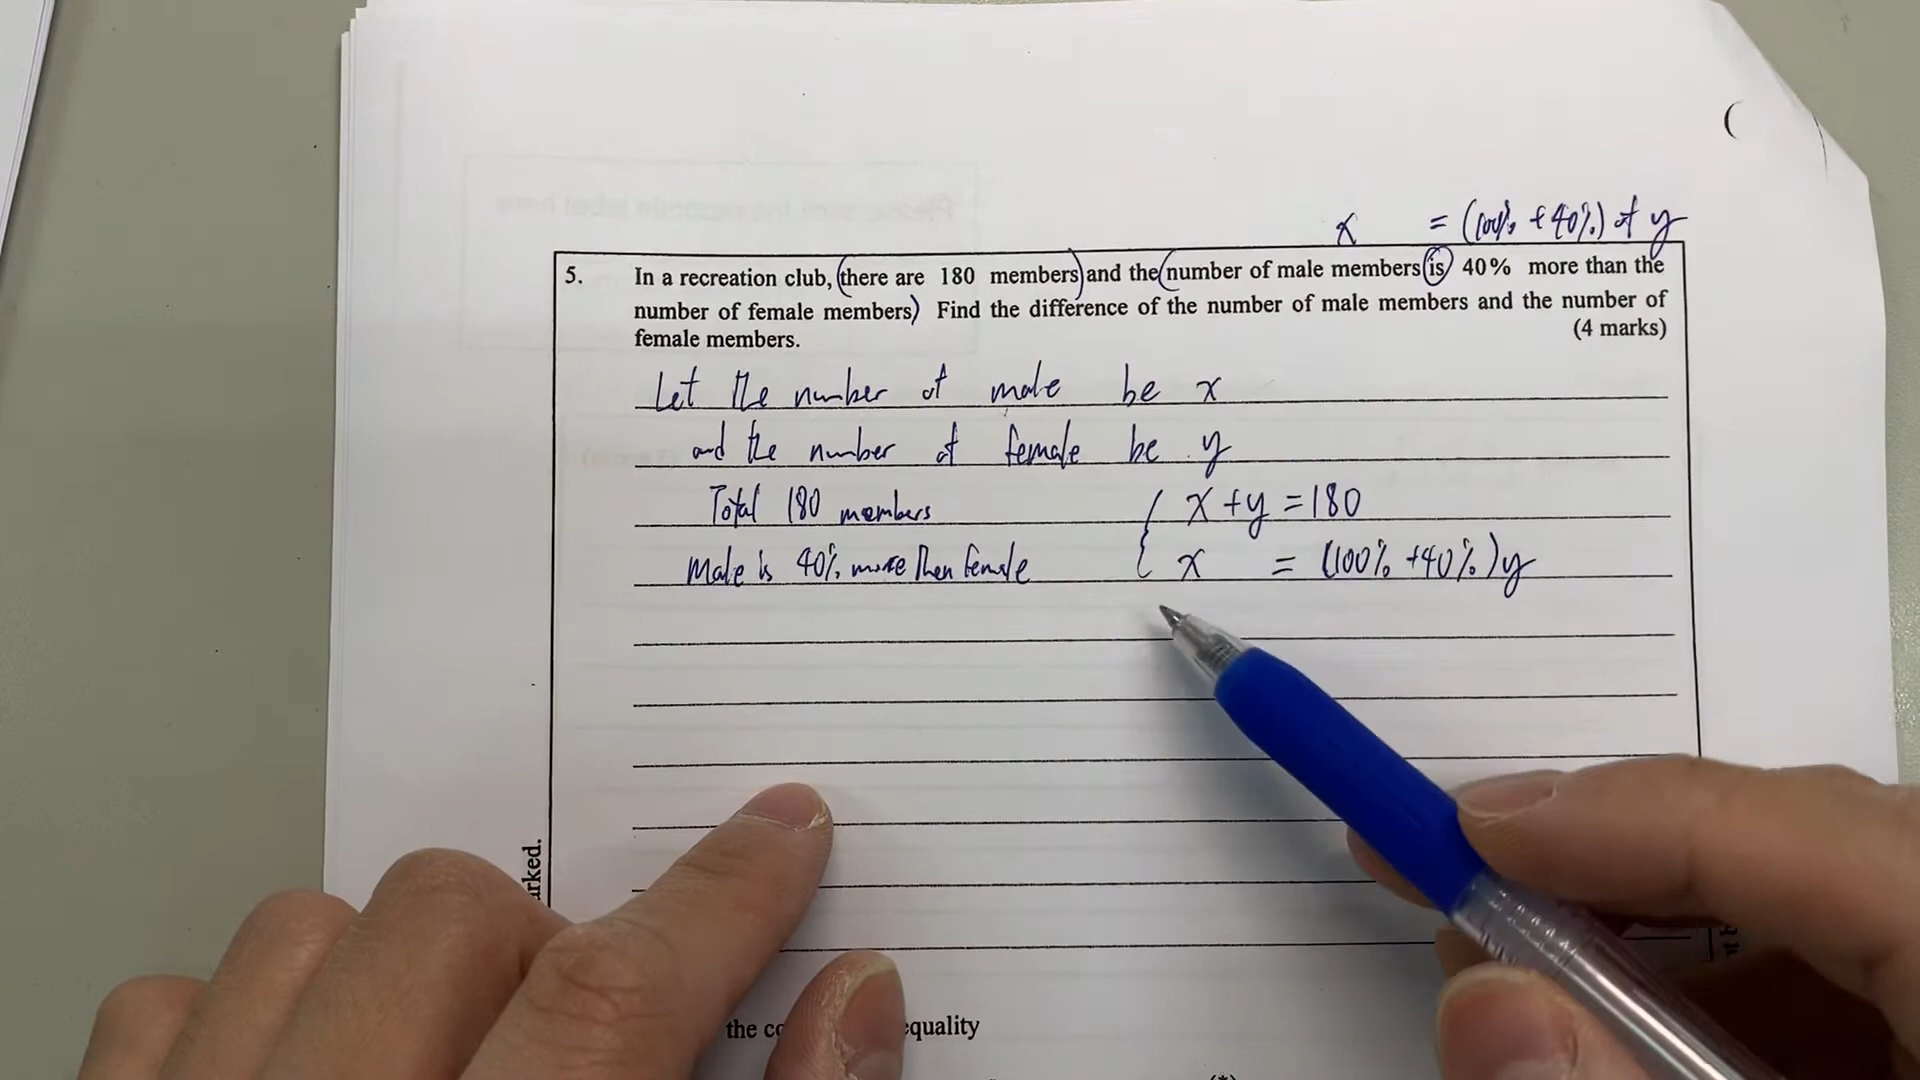 x = (100% + 40%) of y
5. In a recreation club, there are 180 members and the number of male members is 40% more than the
number of female members. Find the difference of the number of male members and the number of
female members. (4 marks)
Let the number of male be x
and the number of female be y
Total 180 members { x + y = 180
Male is 40% more then female x = (100% + 40%) y
arked.
the co equality